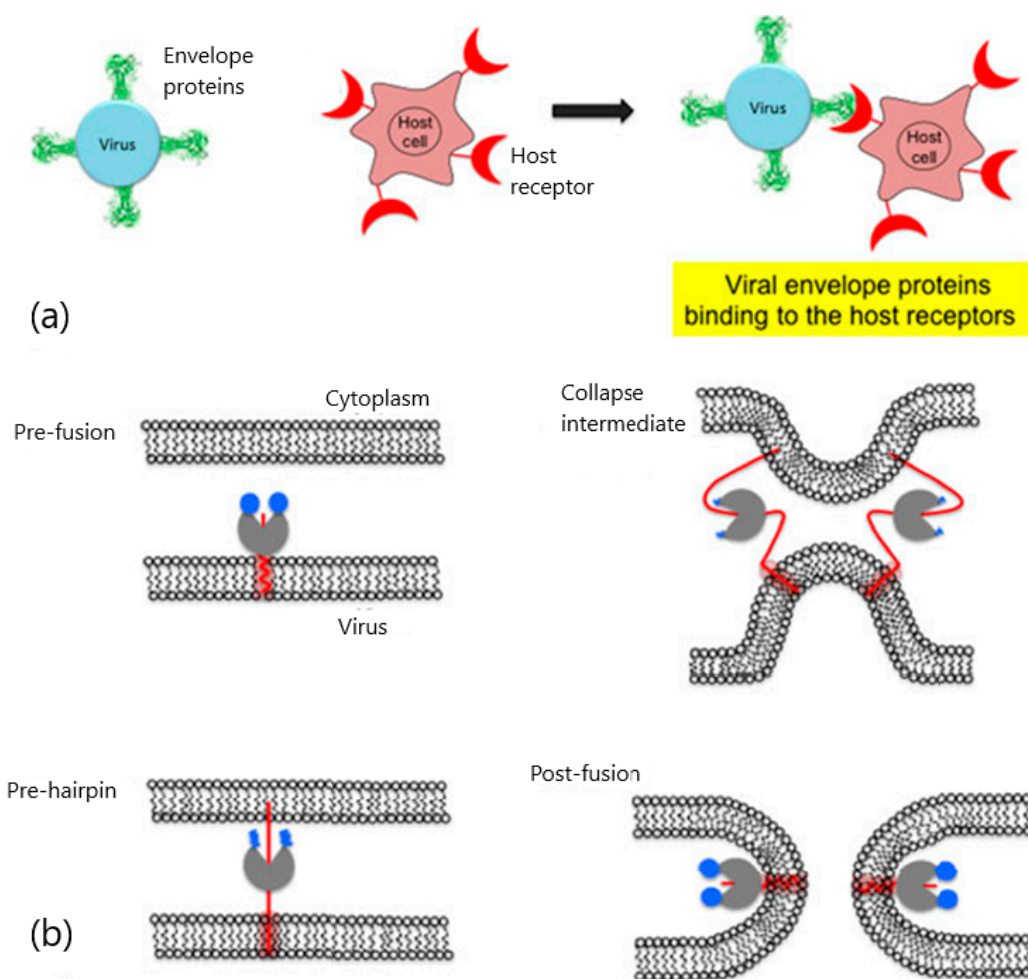 Envelope
proteins
Virus
Host
cell
Host
receptor
Virus
Host
cell
Viral envelope proteins
binding to the host receptors
(a)
Pre-fusion
Cytoplasm
Virus
Collapse
intermediate
Pre-hairpin
Post-fusion
(b)